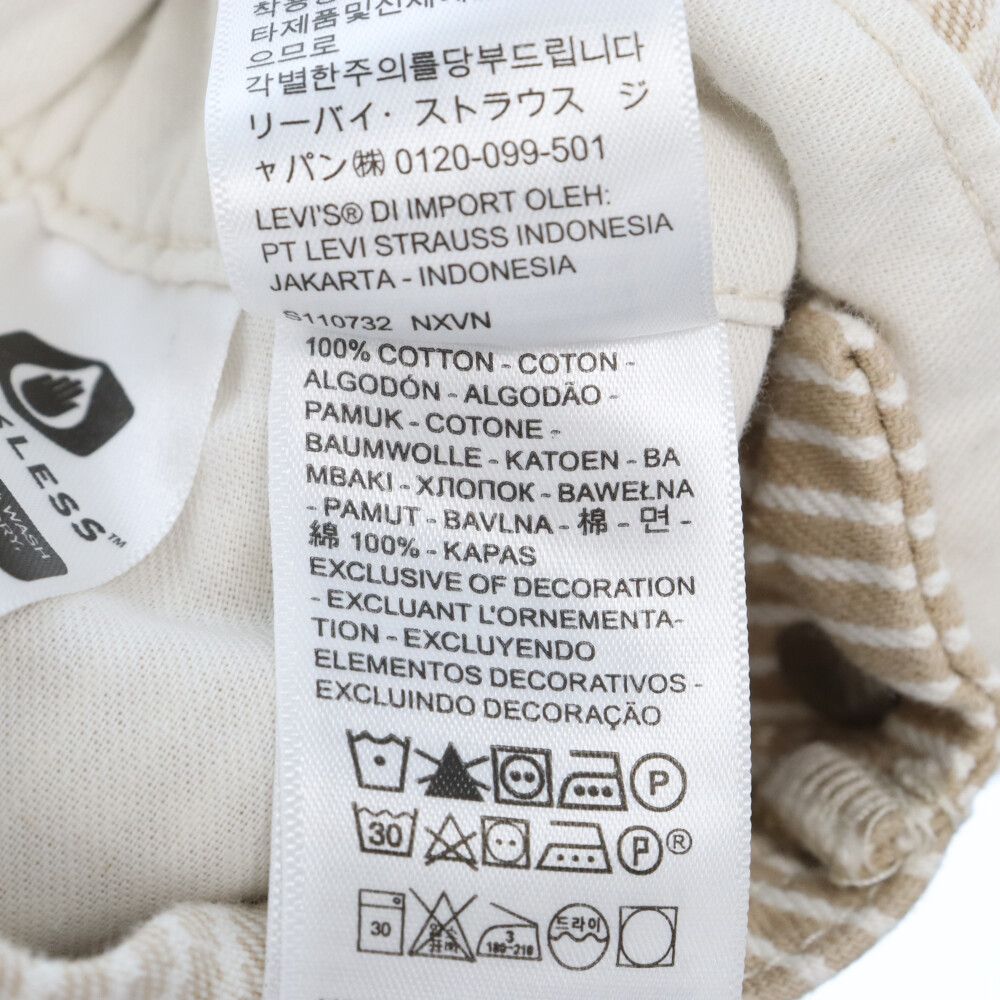 타제품및신체에
으므로
각별한주의를당부드립니다
リーバイ・ストラウス ジ
ャパン㈱ 0120-099-501
LEVI'S® DI IMPORT OLEH:
PT LEVI STRAUSS INDONESIA
JAKARTA - INDONESIA
S110732 NXVN
100% COTTON - COTON -
ALGODÓN - ALGODÃO -
PAMUK - COTONE -
BAUMWOLLE - KATOEN - BA
MBAKI - ХЛОПОК - BAWEŁNA
- PAMUT - BAVLNA - 棉 - 면 -
綿 100% - KAPAS
EXCLUSIVE OF DECORATION
- EXCLUANT L'ORNEMENTA-
TION - EXCLUYENDO
ELEMENTOS DECORATIVOS -
EXCLUINDO DECORAÇÃO
P
30 P ®
30 3 180-210 드라이
LESS™
WASH